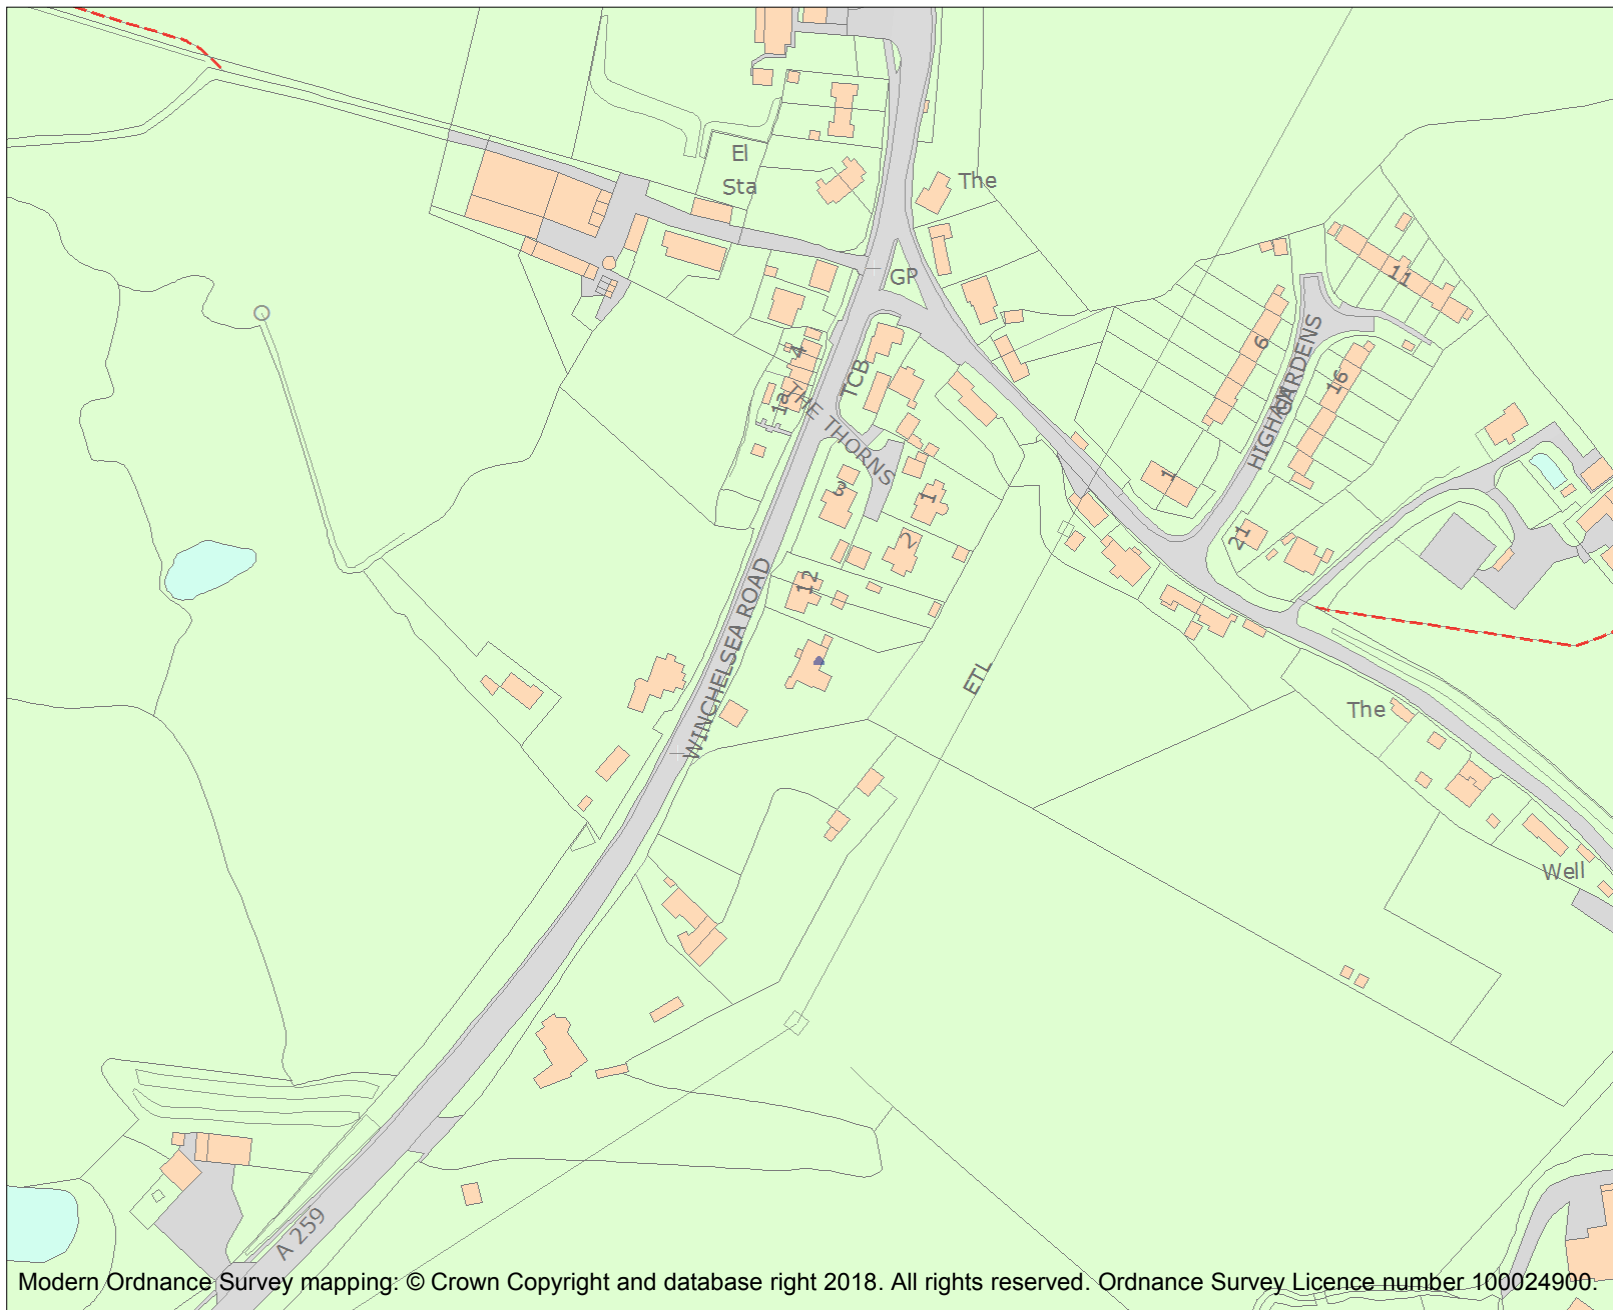 El
Sta
The
GP
11
6
HIGHAM
GARDENS
16
4
TCB
1a
THE THORNS
3
1
1
2
21
12
WINCHELSEA ROAD
ETL
The
Well
A 259
Modern Ordnance Survey mapping: © Crown Copyright and database right 2018. All rights reserved. Ordnance Survey Licence number 100024900.